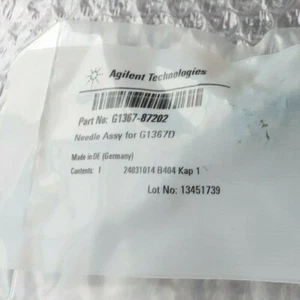 Agilent Technologies
Part No: G1367-87202
Needle Assy for G1367D
Made in DE (Germany)
Contents: 1 24031014 B404 Kap 1
Lot No: 13451739